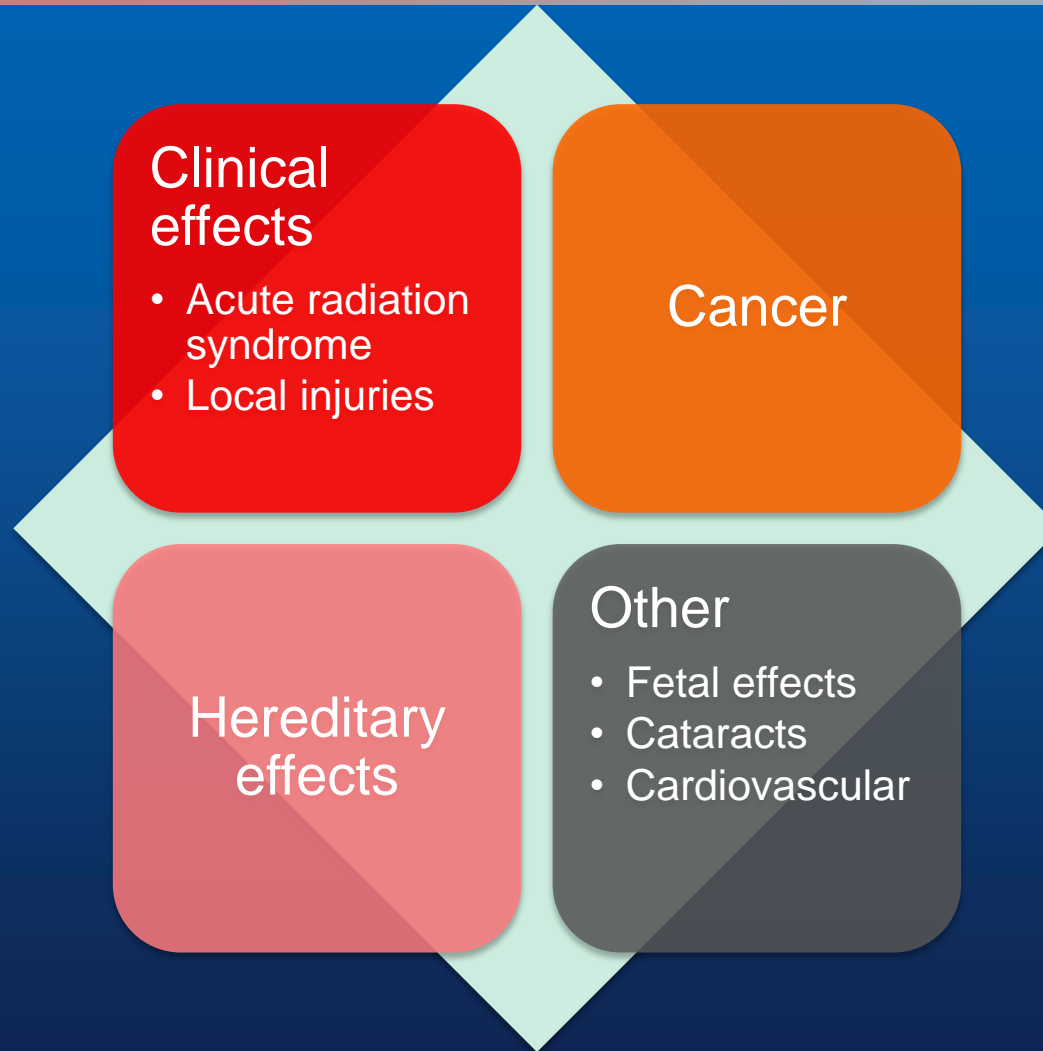 Clinical
effects
• Acute radiation
syndrome
• Local injuries
Cancer
Hereditary
effects
Other
• Fetal effects
• Cataracts
• Cardiovascular